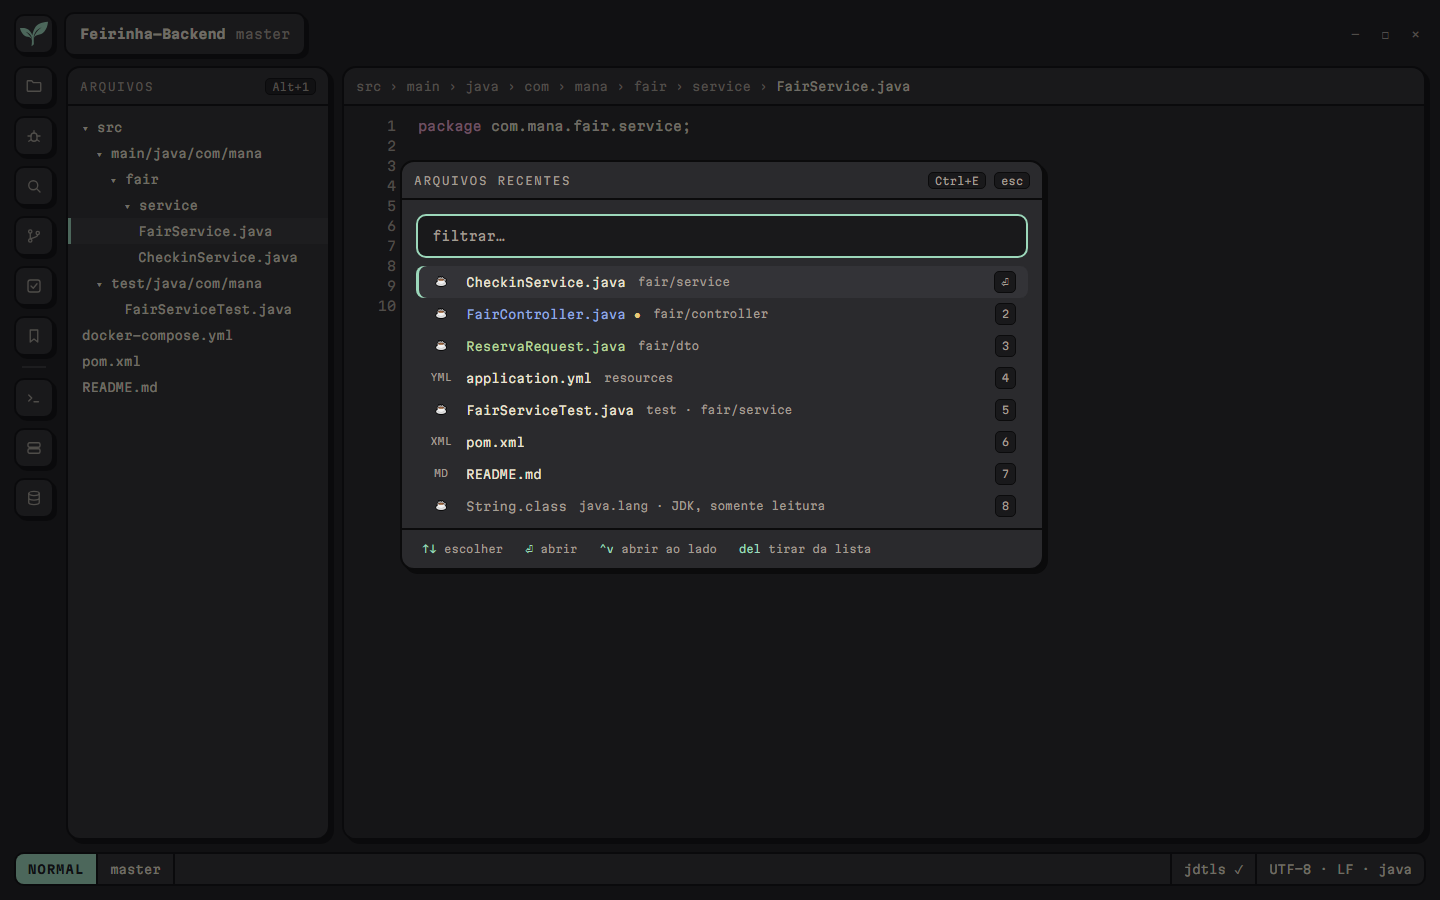 Feirinha-Backend master
ARQUIVOS Alt+1
src
main/java/com/mana
fair
service
FairService.java
CheckinService.java
test/java/com/mana
FairServiceTest.java
docker-compose.yml
pom.xml
README.md
src › main › java › com › mana › fair › service › FairService.java
1 package com.mana.fair.service;
2
3
4
5
6
7
8
9
10
ARQUIVOS RECENTES Ctrl+E esc
filtrar…
CheckinService.java fair/service ⏎
FairController.java ● fair/controller 2
ReservaRequest.java fair/dto 3
YML application.yml resources 4
FairServiceTest.java test · fair/service 5
XML pom.xml 6
MD README.md 7
String.class java.lang · JDK, somente leitura 8
↑↓ escolher ⏎ abrir ^v abrir ao lado del tirar da lista
NORMAL master jdtls ✓ UTF-8 · LF · java